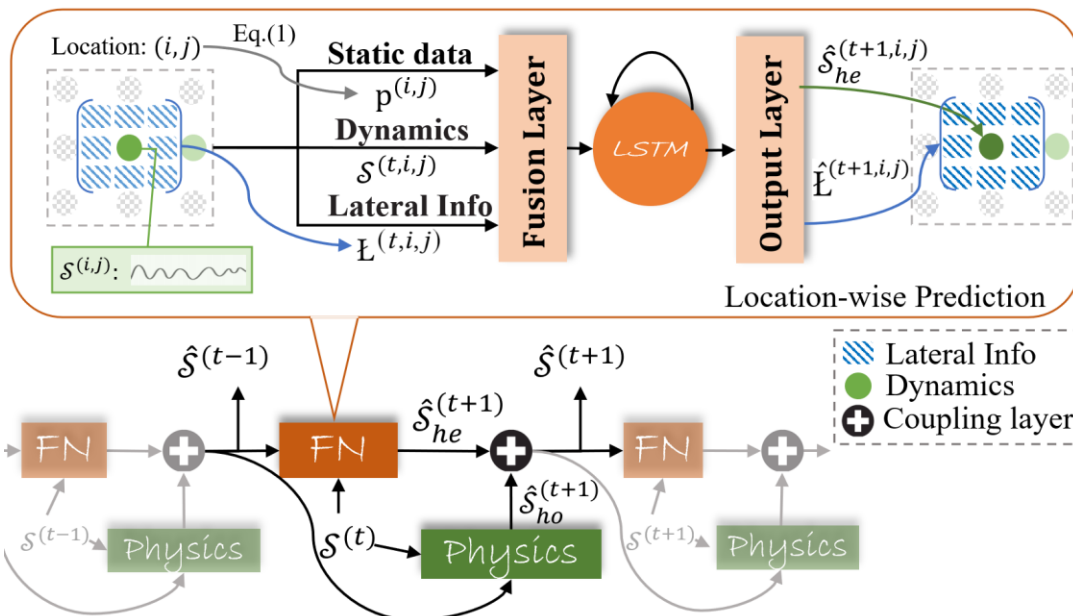 Location: (i, j)
Eq.(1)
Static data
p^(i,j)
Dynamics
𝒮^(t,i,j)
Lateral Info
Ł^(t,i,j)
𝒮^(i,j):
Fusion Layer
LSTM
Output Layer
𝒮̂_he^(t+1,i,j)
Ł̂^(t+1,i,j)
Location-wise Prediction
Lateral Info
Dynamics
Coupling layer
𝒮̂^(t−1)
𝒮̂^(t+1)
FN
FN
𝒮̂_he^(t+1)
FN
𝒮^(t−1)
Physics
𝒮^(t)
Physics
𝒮̂_ho^(t+1)
𝒮^(t+1)
Physics